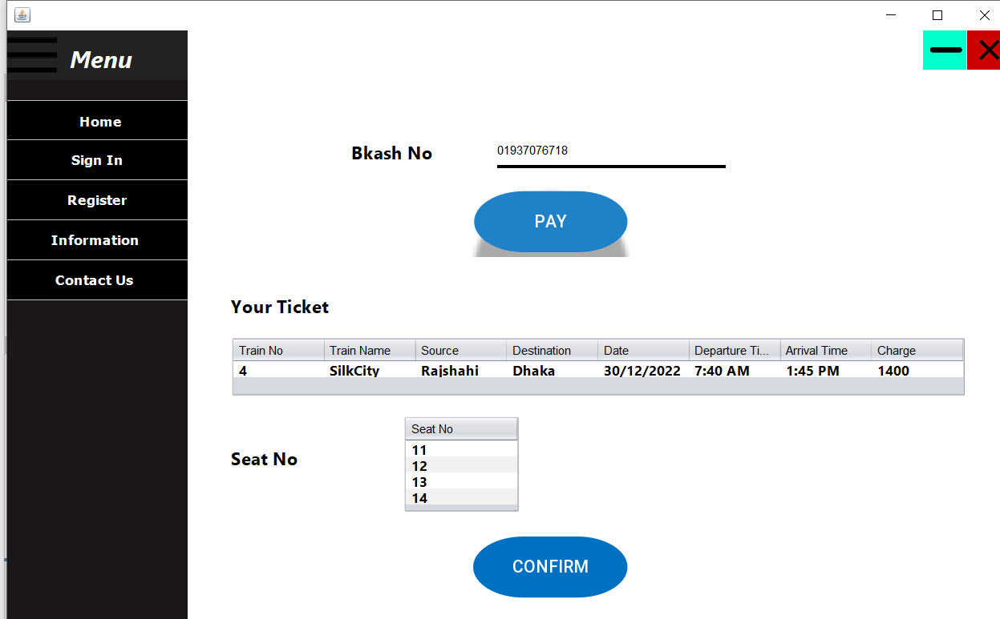 Menu
Home
Sign In
Register
Information
Contact Us
Bkash No 01937076718
PAY
Your Ticket
Train No Train Name Source Destination Date Departure Ti... Arrival Time Charge
4 SilkCity Rajshahi Dhaka 30/12/2022 7:40 AM 1:45 PM 1400
Seat No
Seat No
11
12
13
14
CONFIRM